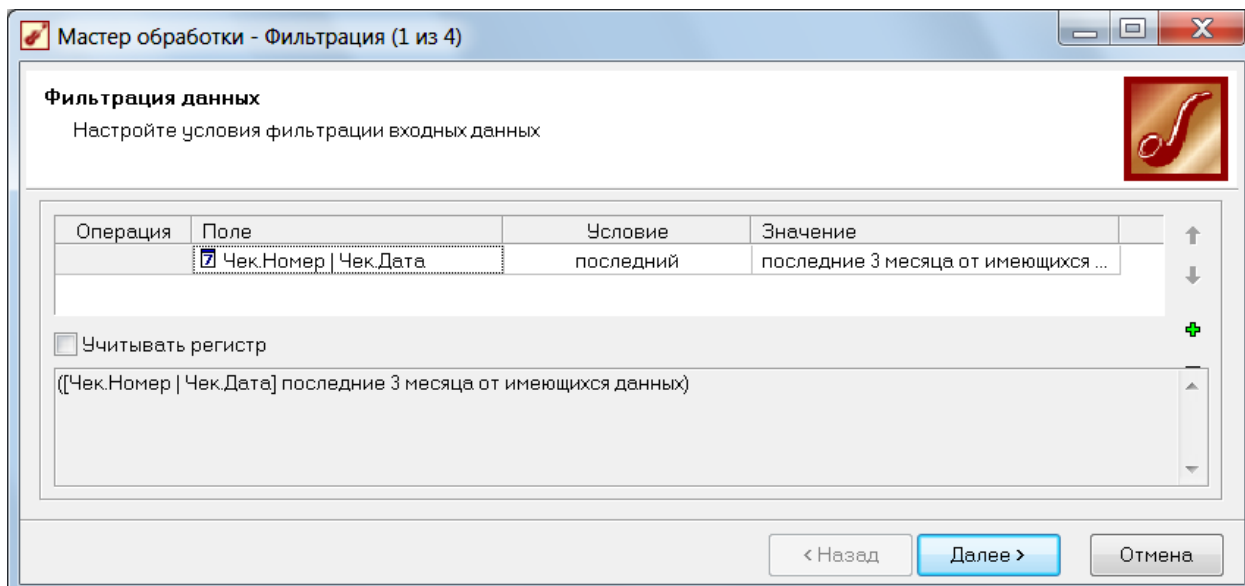 Мастер обработки - Фильтрация (1 из 4)
Фильтрация данных
Настройте условия фильтрации входных данных
Операция Поле Условие Значение
7 Чек.Номер | Чек.Дата последний последние 3 месяца от имеющихся ...
Учитывать регистр
([Чек.Номер | Чек.Дата] последние 3 месяца от имеющихся данных)
< Назад Далее > Отмена